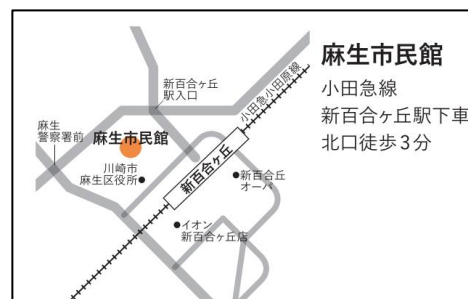 麻生市民館
小田急線
新百合ヶ丘駅下車
北口徒歩3分
新百合ヶ丘
駅入口
小田急小田原線
麻生
警察署前
麻生市民館
川崎市
麻生区役所
新百合ヶ丘
新百合丘
オーパ
イオン
新百合ヶ丘店